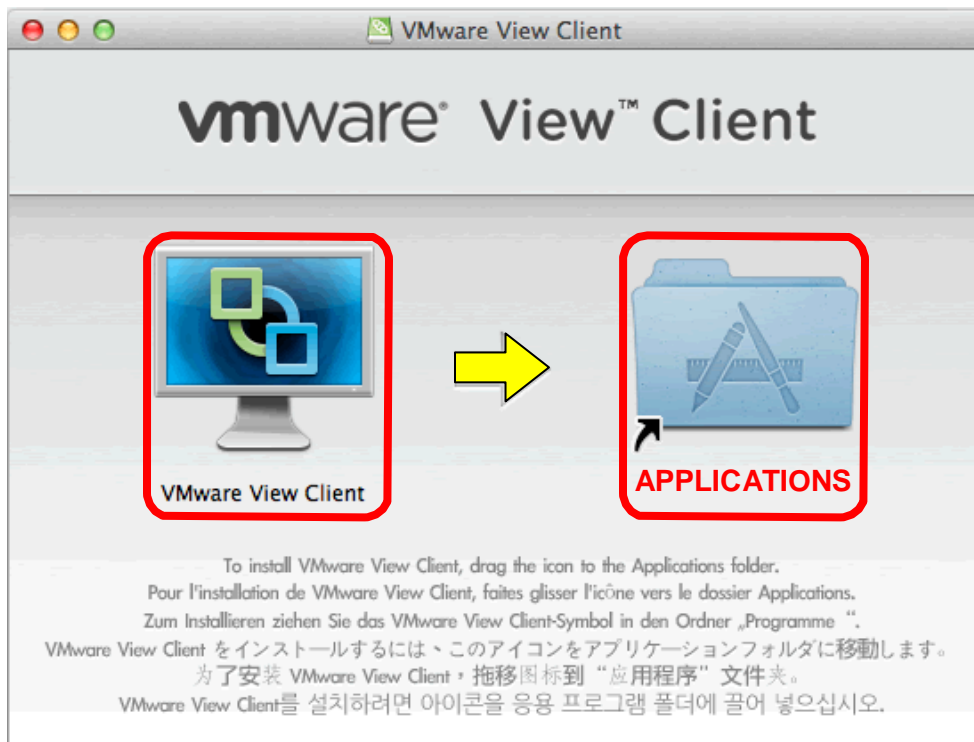 VMware View Client
vmware® View™ Client
VMware View Client
APPLICATIONS
To install VMware View Client, drag the icon to the Applications folder.
Pour l'installation de VMware View Client, faites glisser l'icône vers le dossier Applications.
Zum Installieren ziehen Sie das VMware View Client-Symbol in den Ordner „Programme “.
VMware View Client をインストールするには、このアイコンをアプリケーションフォルダに移動します。
为了安装 VMware View Client，拖移图标到“应用程序”文件夹。
VMware View Client를 설치하려면 아이콘을 응용 프로그램 폴더에 끌어 넣으십시오.